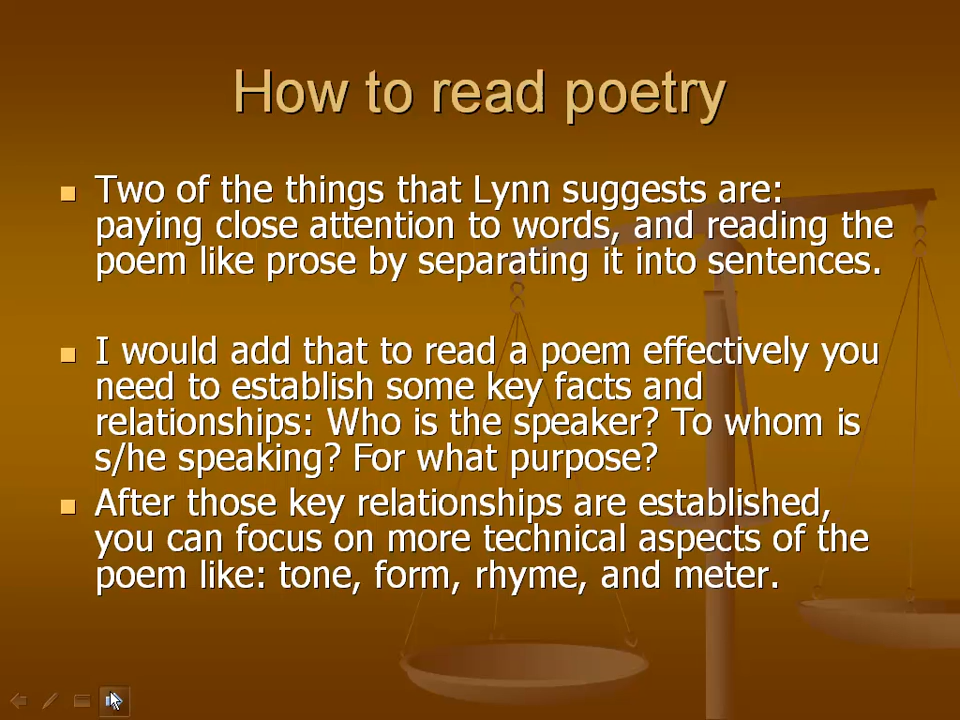 How to read poetry
Two of the things that Lynn suggests are:
paying close attention to words, and reading the
poem like prose by separating it into sentences.
I would add that to read a poem effectively you
need to establish some key facts and
relationships: Who is the speaker? To whom is
s/he speaking? For what purpose?
After those key relationships are established,
you can focus on more technical aspects of the
poem like: tone, form, rhyme, and meter.